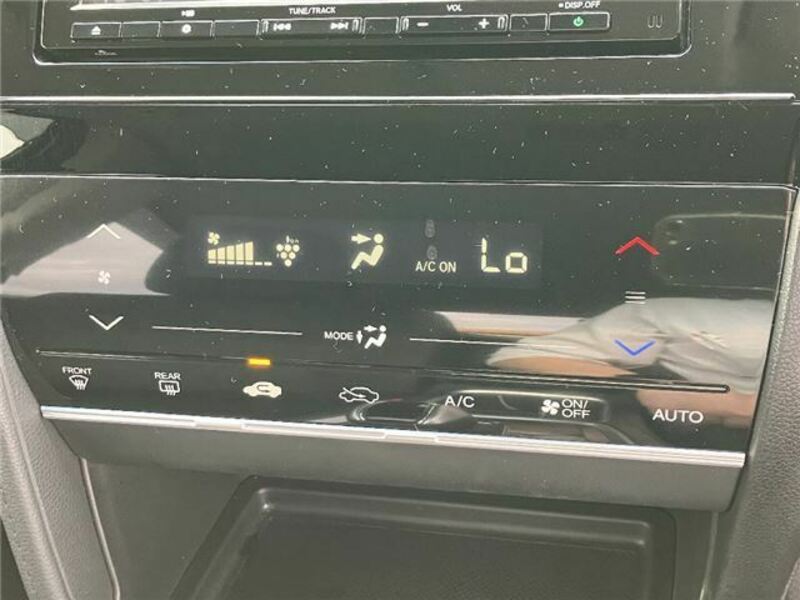 TUNE/TRACK
VOL
DISP.OFF
− +
A/C ON
Lo
MODE
FRONT
REAR
A/C
ON/
OFF
AUTO